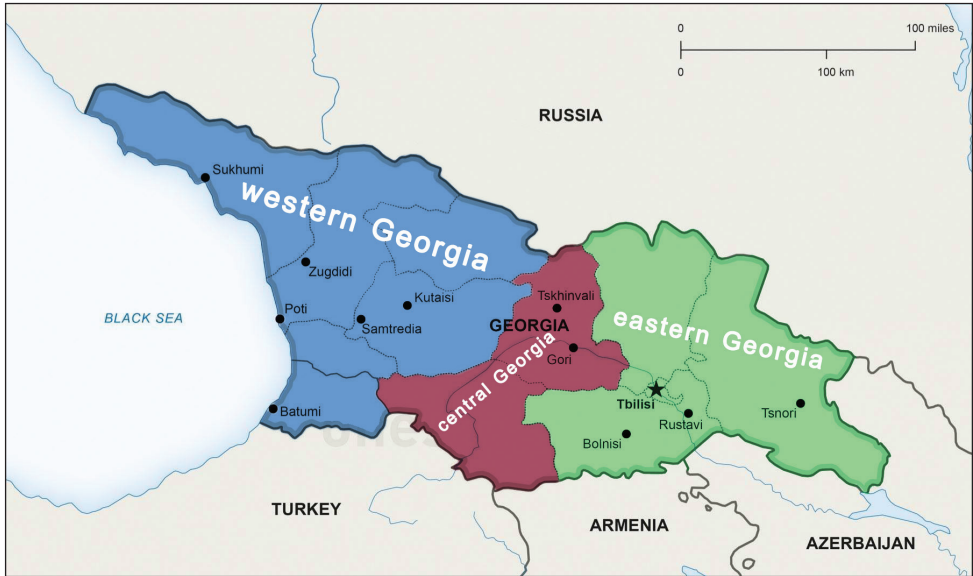 0 100 miles
0 100 km
RUSSIA
Sukhumi
western Georgia
Zugdidi
Poti
Kutaisi
Samtredia
BLACK SEA
Tskhinvali
GEORGIA
Gori
central Georgia
eastern Georgia
Tbilisi
Rustavi
Tsnori
Batumi
Bolnisi
TURKEY
ARMENIA
AZERBAIJAN